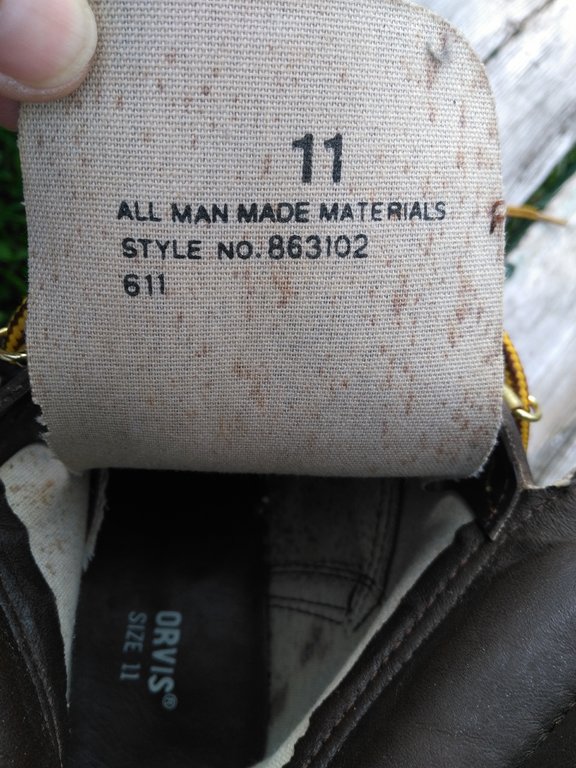 11
ALL MAN MADE MATERIALS
STYLE NO. 863102
611
ORVIS®
SIZE 11